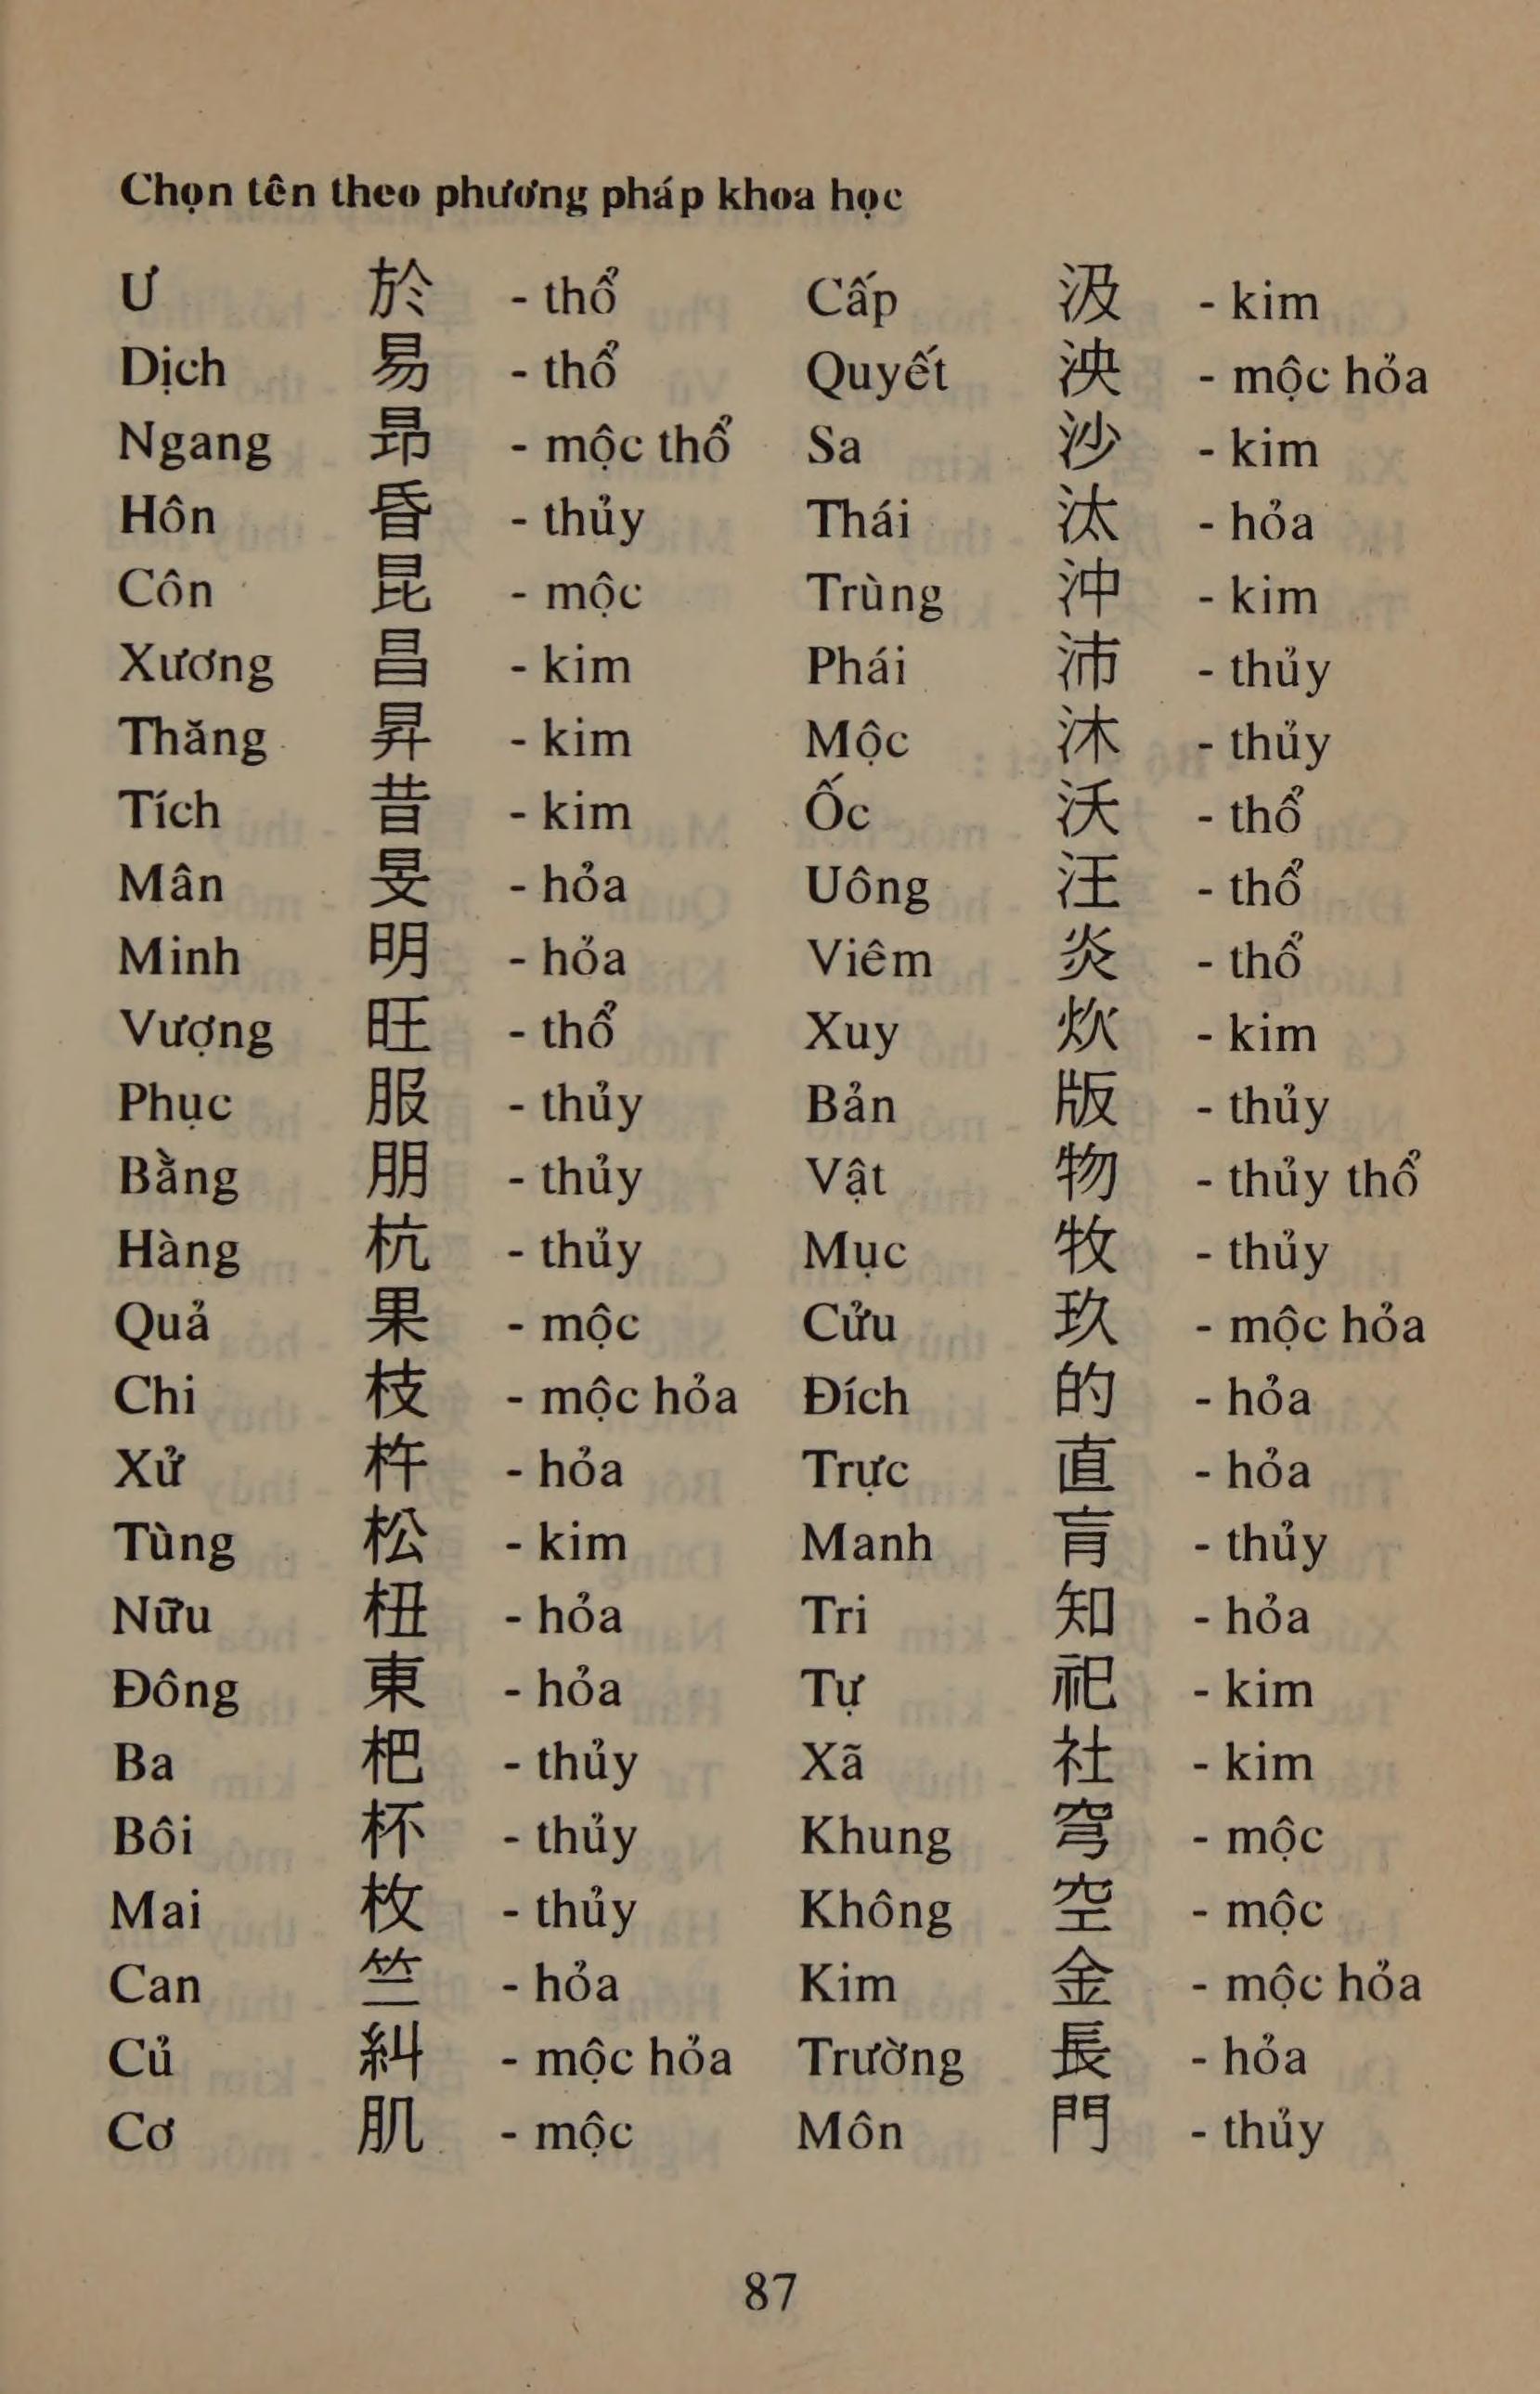 Chọn tên theo phương pháp khoa học
Ư 於 - thổ
Dịch 易 - thổ
Ngang 昂 - mộc thổ
Hôn 昏 - thủy
Côn 昆 - mộc
Xương 昌 - kim
Thăng 昇 - kim
Tích 昔 - kim
Mân 旻 - hỏa
Minh 明 - hỏa
Vượng 旺 - thổ
Phục 服 - thủy
Bằng 朋 - thủy
Hàng 杭 - thủy
Quả 果 - mộc
Chi 枝 - mộc hỏa
Xử 杵 - hỏa
Tùng 松 - kim
Nữu 杻 - hỏa
Đông 東 - hỏa
Ba 杷 - thủy
Bôi 杯 - thủy
Mai 枚 - thủy
Can 竺 - hỏa
Củ 糾 - mộc hỏa
Cơ 肌 - mộc
Cấp 汲 - kim
Quyết 泱 - mộc hỏa
Sa 沙 - kim
Thái 汰 - hỏa
Trùng 沖 - kim
Phái 沛 - thủy
Mộc 沐 - thủy
Ốc 沃 - thổ
Uông 汪 - thổ
Viêm 炎 - thổ
Xuy 炊 - kim
Bản 版 - thủy
Vật 物 - thủy thổ
Mục 牧 - thủy
Cửu 玖 - mộc hỏa
Đích 的 - hỏa
Trực 直 - hỏa
Manh 肓 - thủy
Tri 知 - hỏa
Tự 祀 - kim
Xã 社 - kim
Khung 穹 - mộc
Không 空 - mộc
Kim 金 - mộc hỏa
Trường 長 - hỏa
Môn 門 - thủy
87